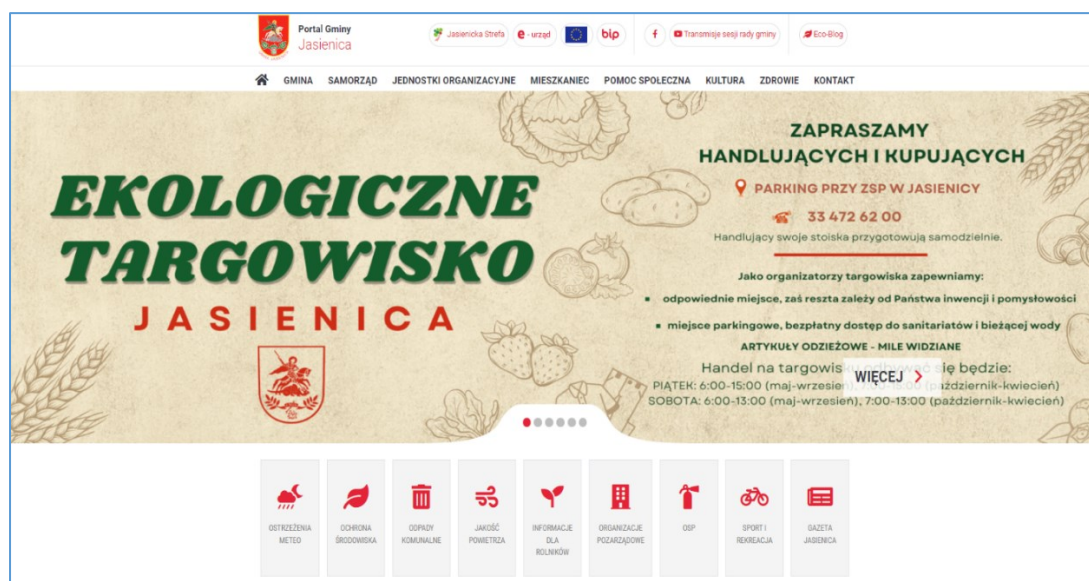 Portal Gminy
Jasienica
Jasienicka Strefa
e - urząd
bip
f
Transmisje sesji rady gminy
Eco-Blog
GMINA SAMORZĄD JEDNOSTKI ORGANIZACYJNE MIESZKANIEC POMOC SPOŁECZNA KULTURA ZDROWIE KONTAKT
EKOLOGICZNE
TARGOWISKO
JASIENICA
ZAPRASZAMY
HANDLUJĄCYCH I KUPUJĄCYCH
PARKING PRZY ZSP W JASIENICY
33 472 62 00
Handlujący swoje stoiska przygotowują samodzielnie.
Jako organizatorzy targowiska zapewniamy:
▪ odpowiednie miejsce, zaś reszta zależy od Państwa inwencji i pomysłowości
▪ miejsce parkingowe, bezpłatny dostęp do sanitariatów i bieżącej wody
ARTYKUŁY ODZIEŻOWE - MILE WIDZIANE
Handel na targowisku odbywać się będzie:
PIĄTEK: 6:00-15:00 (maj-wrzesień), 7:00-15:00 (październik-kwiecień)
SOBOTA: 6:00-13:00 (maj-wrzesień), 7:00-13:00 (październik-kwiecień)
WIĘCEJ >
OSTRZEŻENIA
METEO
OCHRONA
ŚRODOWISKA
ODPADY
KOMUNALNE
JAKOŚĆ
POWIETRZA
INFORMACJE
DLA
ROLNIKÓW
ORGANIZACJE
POZARZĄDOWE
OSP
SPORT I
REKREACJA
GAZETA
JASIENICA